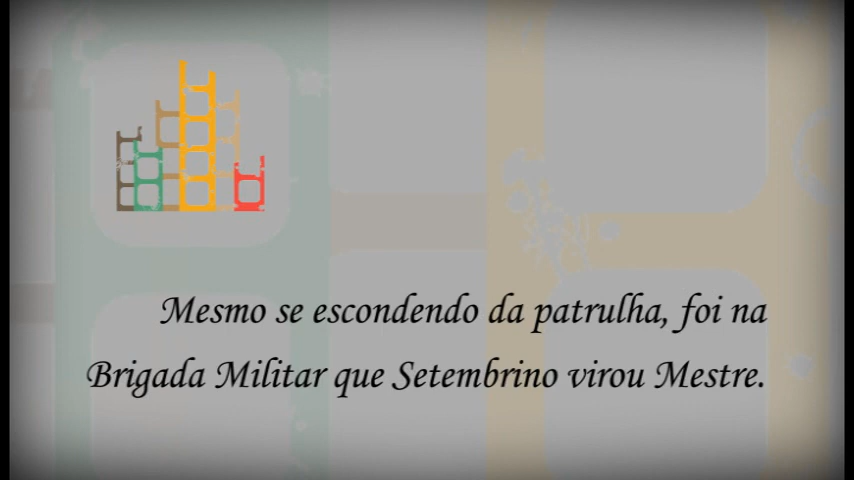 Mesmo se escondendo da patrulha, foi na
Brigada Militar que Setembrino virou Mestre.